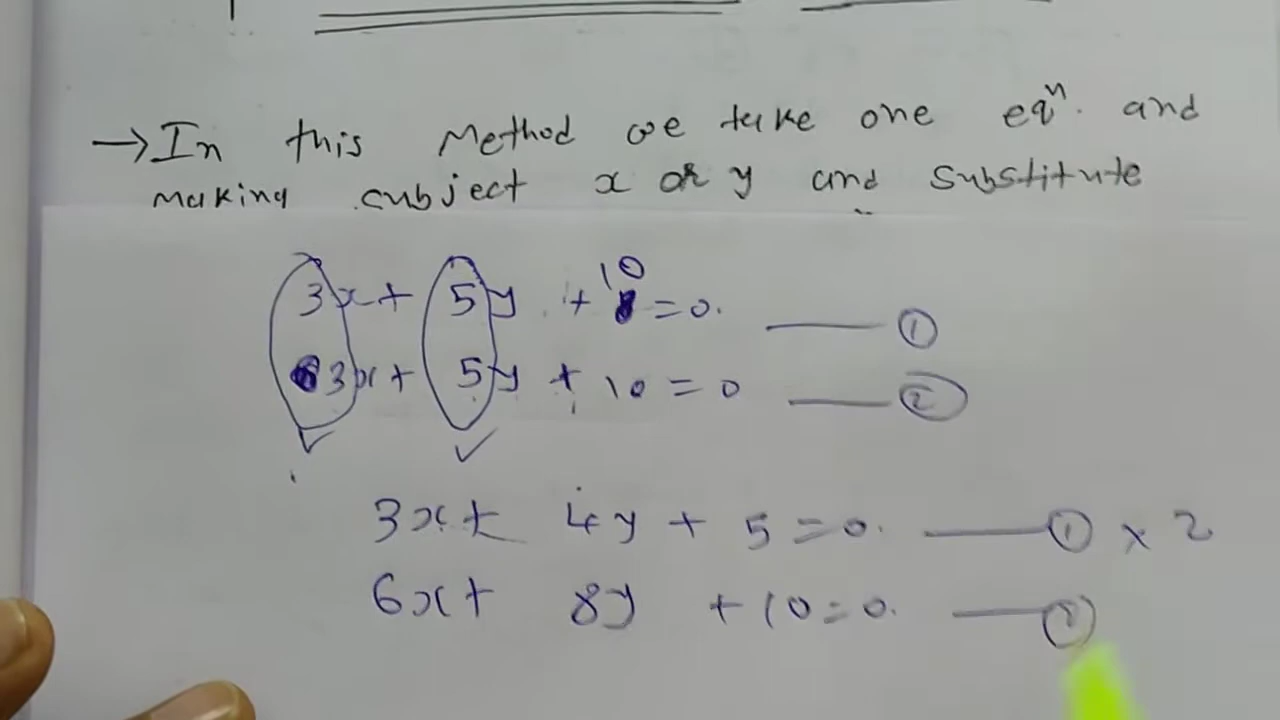 → In this Method we take one eqⁿ. and
making subject x or y and substitute
3x + 5y + 10 = 0. —— ①
3x + 5y + 10 = 0 —— ②
3x + 4y + 5 = 0. —— ① × 2
6x + 8y + 10 = 0. ——